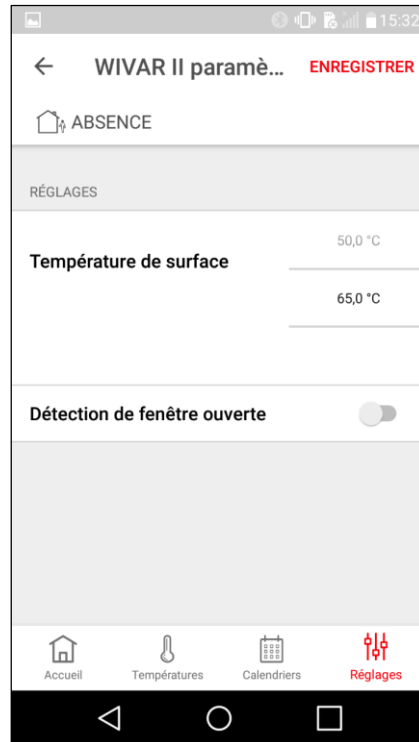 15:32
WIVAR II paramè... ENREGISTRER
ABSENCE
RÉGLAGES
50,0 °C
Température de surface
65,0 °C
Détection de fenêtre ouverte
Accueil Températures Calendriers Réglages